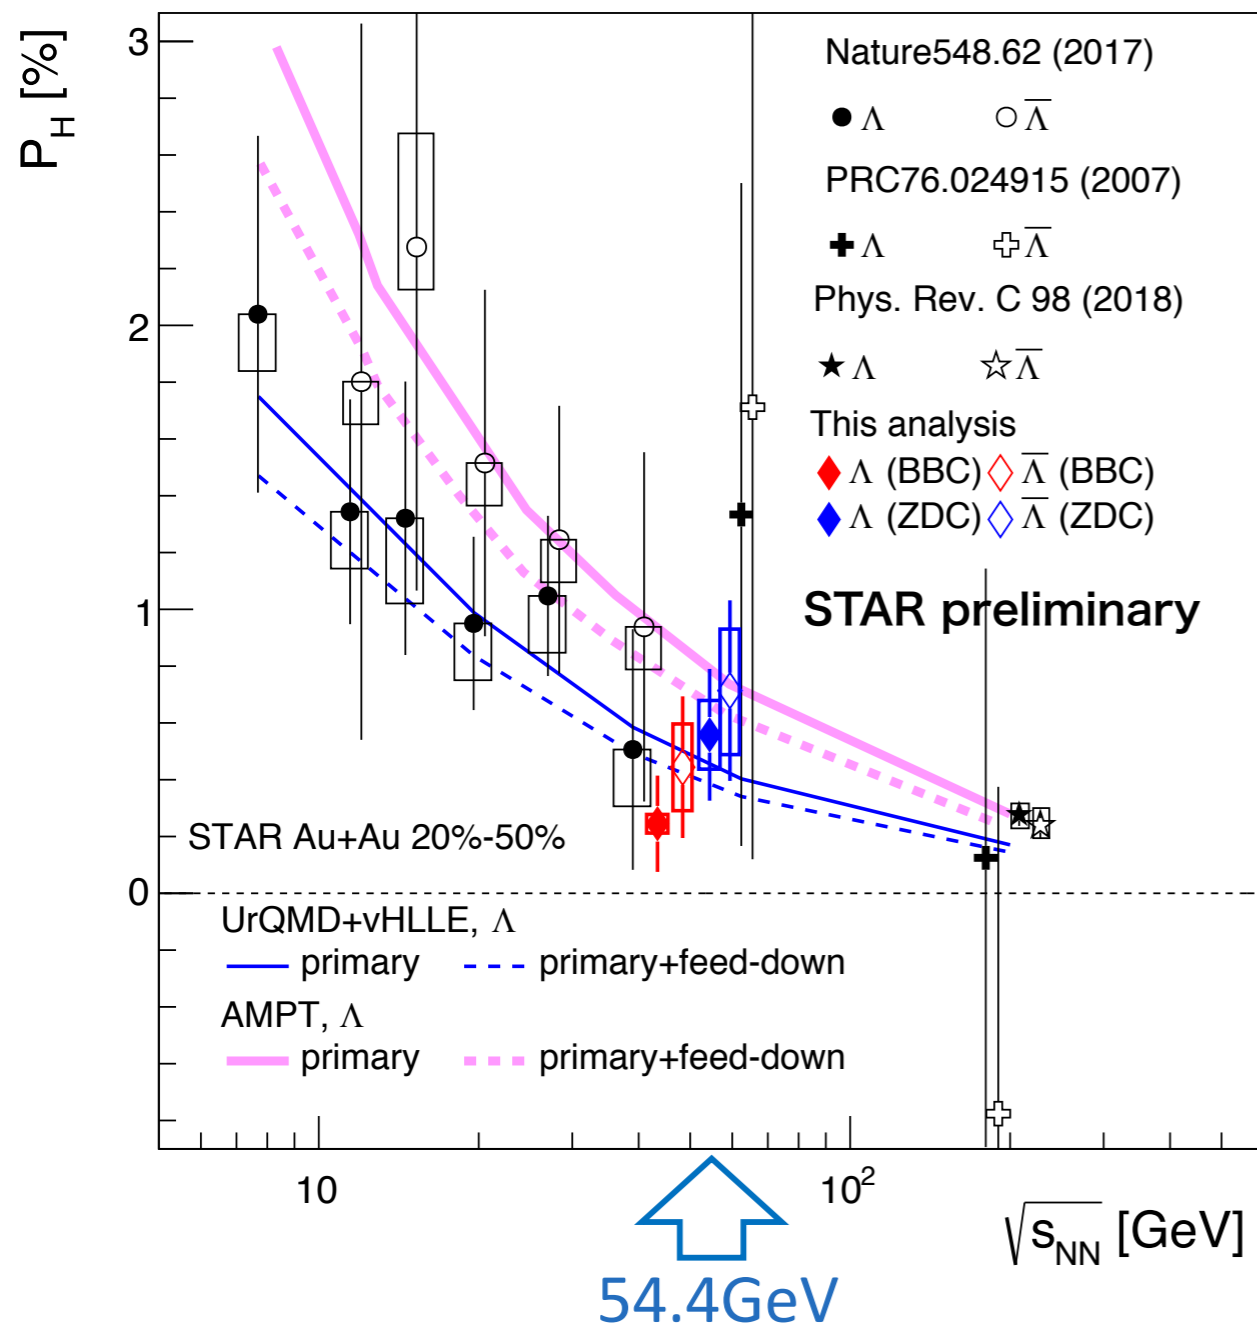 P_H [%]
3
2
1
0
Nature548.62 (2017)
Λ Λ̅
PRC76.024915 (2007)
Λ Λ̅
Phys. Rev. C 98 (2018)
Λ Λ̅
This analysis
Λ (BBC) Λ̅ (BBC)
Λ (ZDC) Λ̅ (ZDC)
STAR preliminary
STAR Au+Au 20%-50%
UrQMD+vHLLE, Λ
primary primary+feed-down
AMPT, Λ
primary primary+feed-down
10 10²
√s_NN [GeV]
54.4GeV